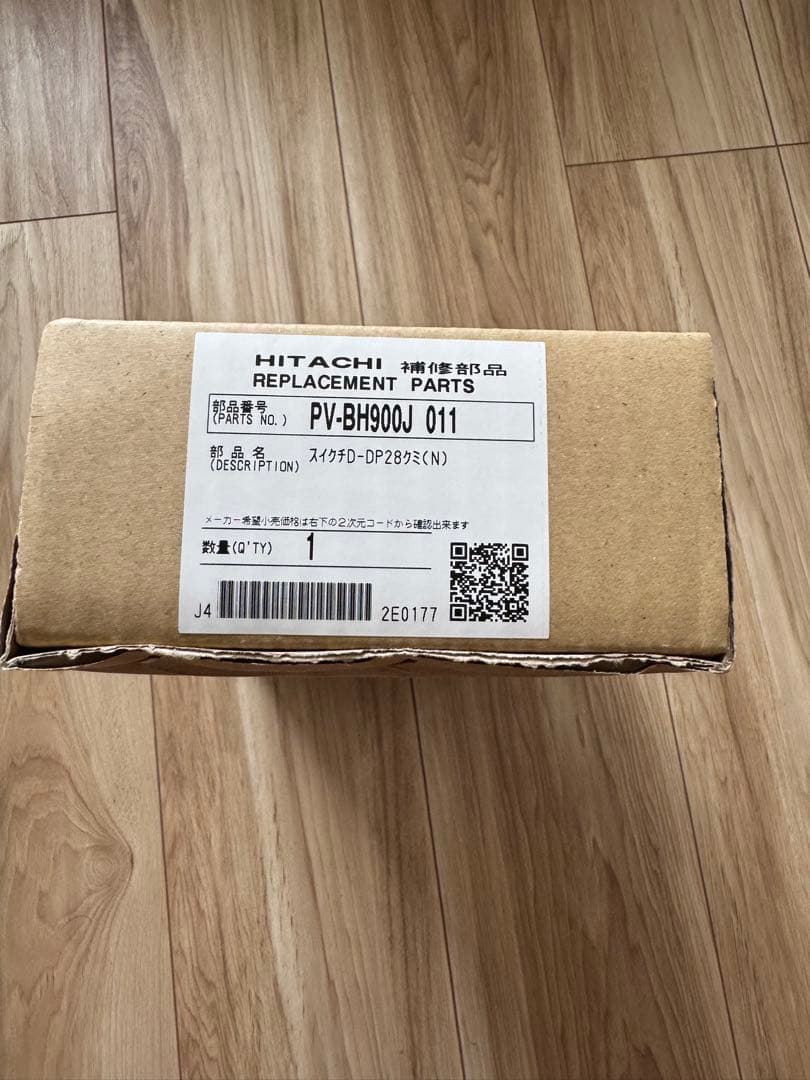 HITACHI 補修部品
REPLACEMENT PARTS
部品番号 (PARTS NO.) PV-BH900J 011
部品名 (DESCRIPTION) スイクチD-DP28クミ(N)
メーカー希望小売価格は右下の2次元コードから確認出来ます
数量(Q'TY) 1
J4 2E0177